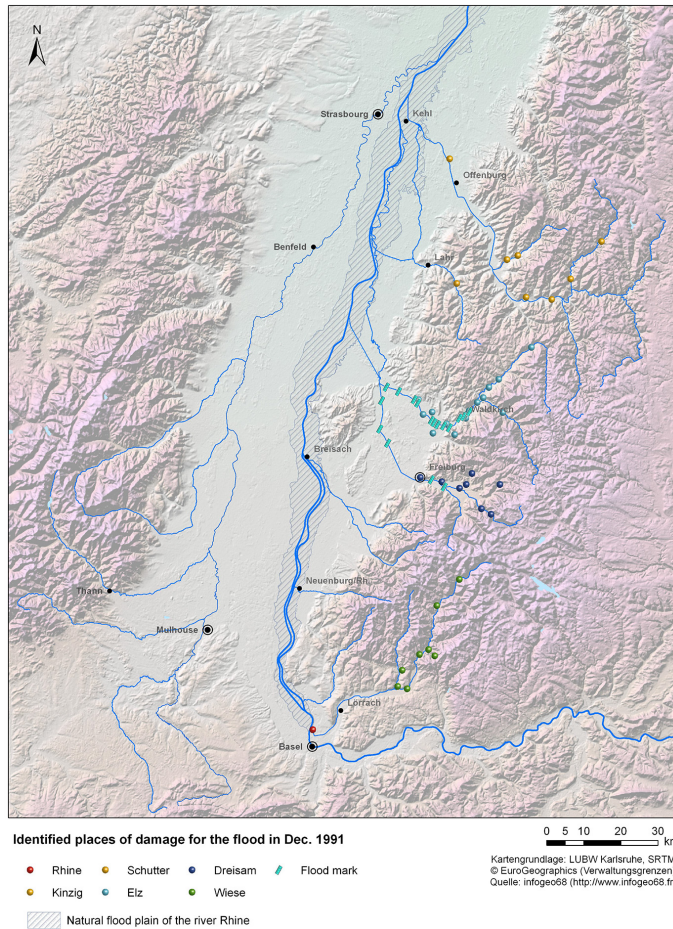 N
Strasbourg
Kehl
Offenburg
Benfeld
Lahr
Waldkirch
Breisach
Freiburg
Thann
Neuenburg/Rh.
Mulhouse
Lörrach
Basel
Identified places of damage for the flood in Dec. 1991
0 5 10 20 30
km
Rhine Schutter Dreisam Flood mark
Kinzig Elz Wiese
Natural flood plain of the river Rhine
Kartengrundlage: LUBW Karlsruhe, SRTM
© EuroGeographics (Verwaltungsgrenzen
Quelle: infogeo68 (http://www.infogeo68.fr